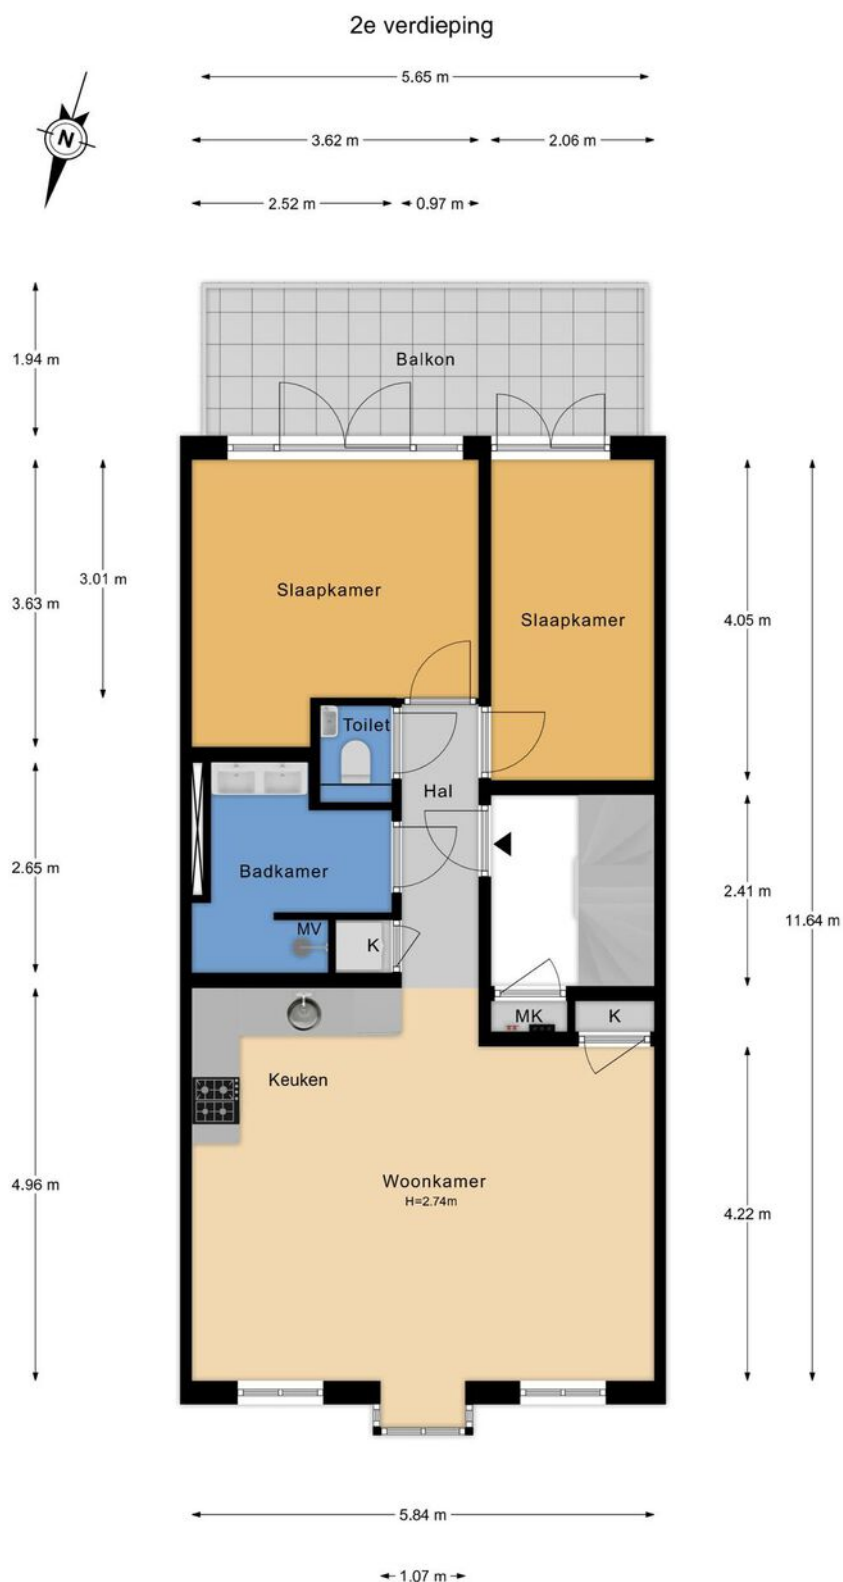 2e verdieping
5.65 m
N
3.62 m
2.06 m
2.52 m
0.97 m
1.94 m
Balkon
3.01 m
3.63 m
Slaapkamer
Slaapkamer
4.05 m
Toilet
Hal
2.65 m
Badkamer
2.41 m
11.64 m
MV
K
MK
K
Keuken
4.96 m
Woonkamer
H=2.74m
4.22 m
5.84 m
1.07 m